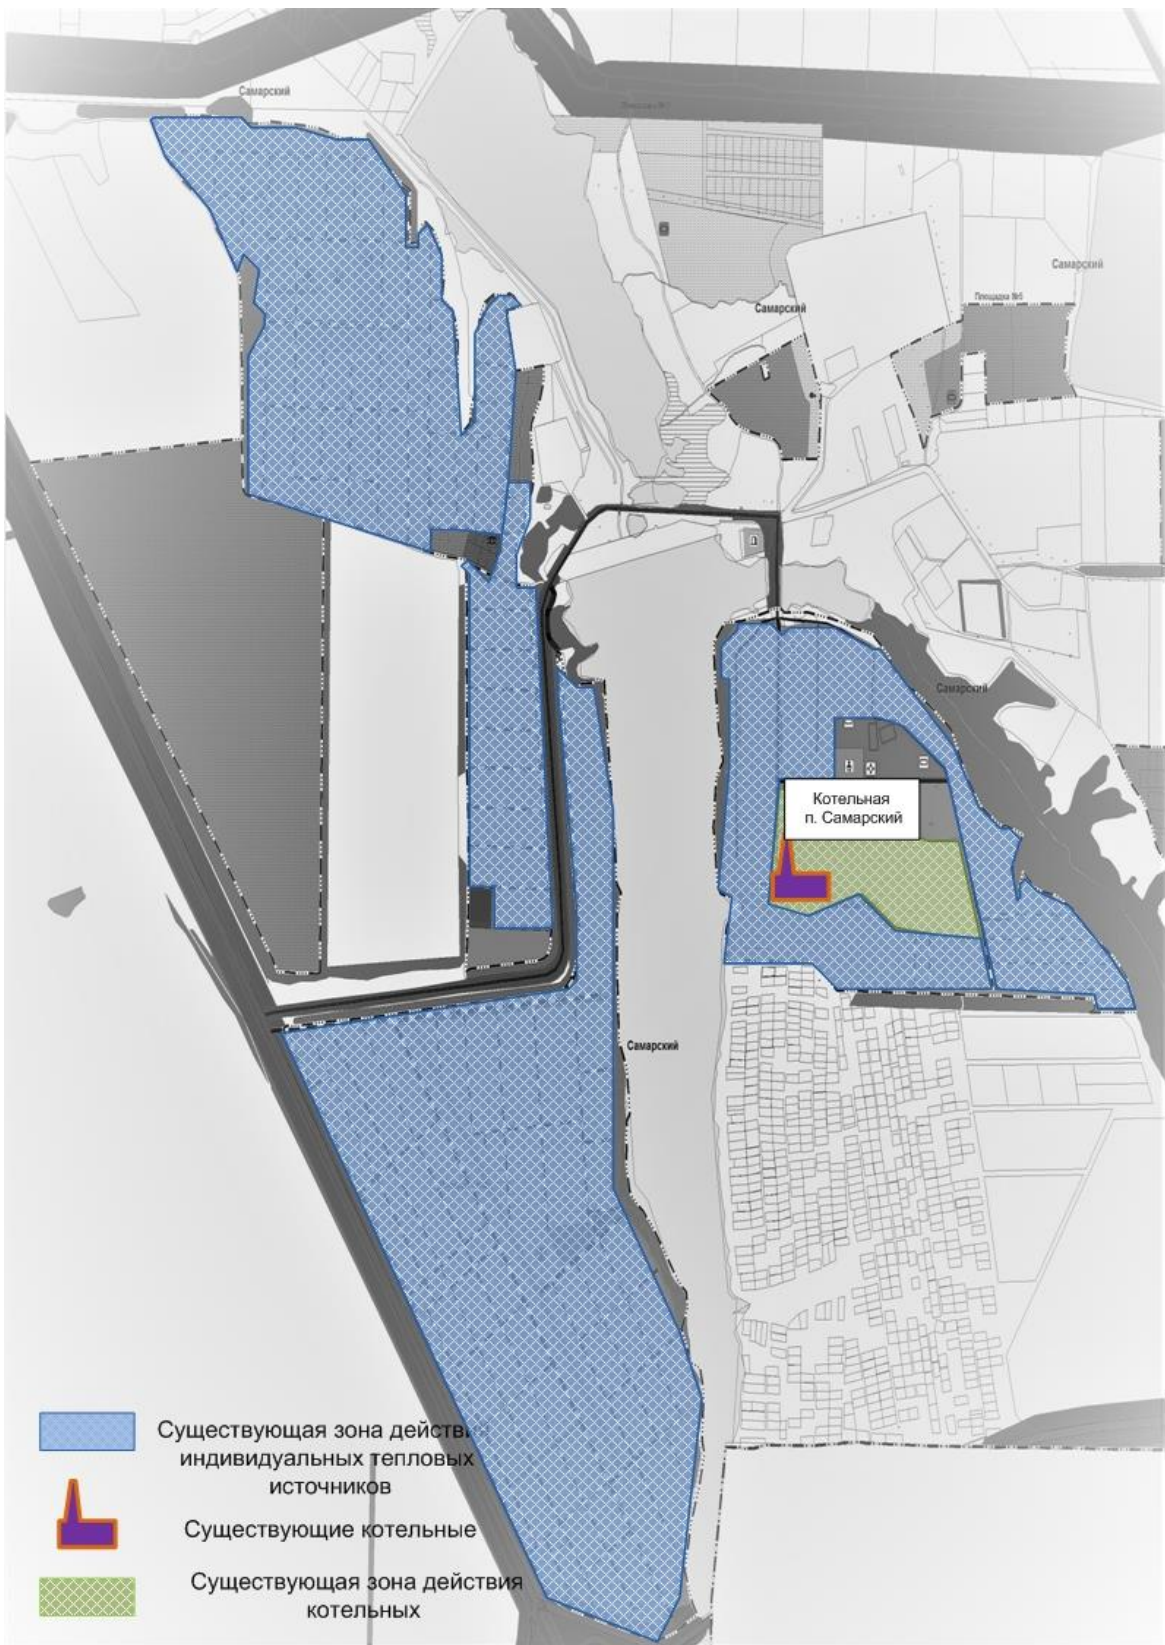 Самарский
Самарский
Площадка №5
Самарский
Самарский
Котельная
п. Самарский
Самарский
Существующая зона действия
индивидуальных тепловых
источников
Существующие котельные
Существующая зона действия
котельных